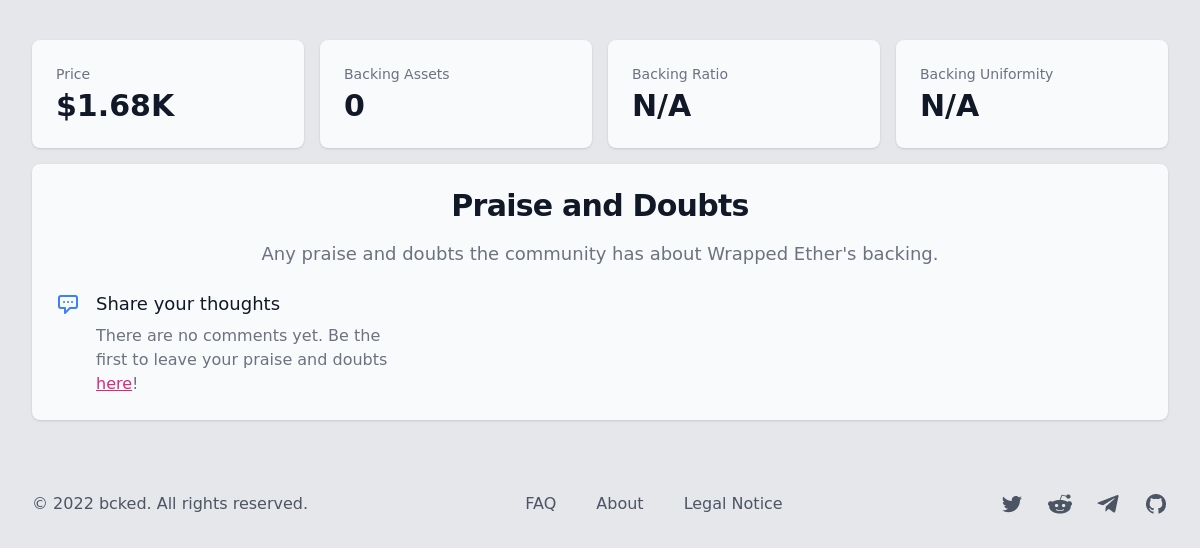 Price
$1.68K
Backing Assets
0
Backing Ratio
N/A
Backing Uniformity
N/A
Praise and Doubts
Any praise and doubts the community has about Wrapped Ether's backing.
Share your thoughts
There are no comments yet. Be the
first to leave your praise and doubts
here!
© 2022 bcked. All rights reserved.
FAQ
About
Legal Notice